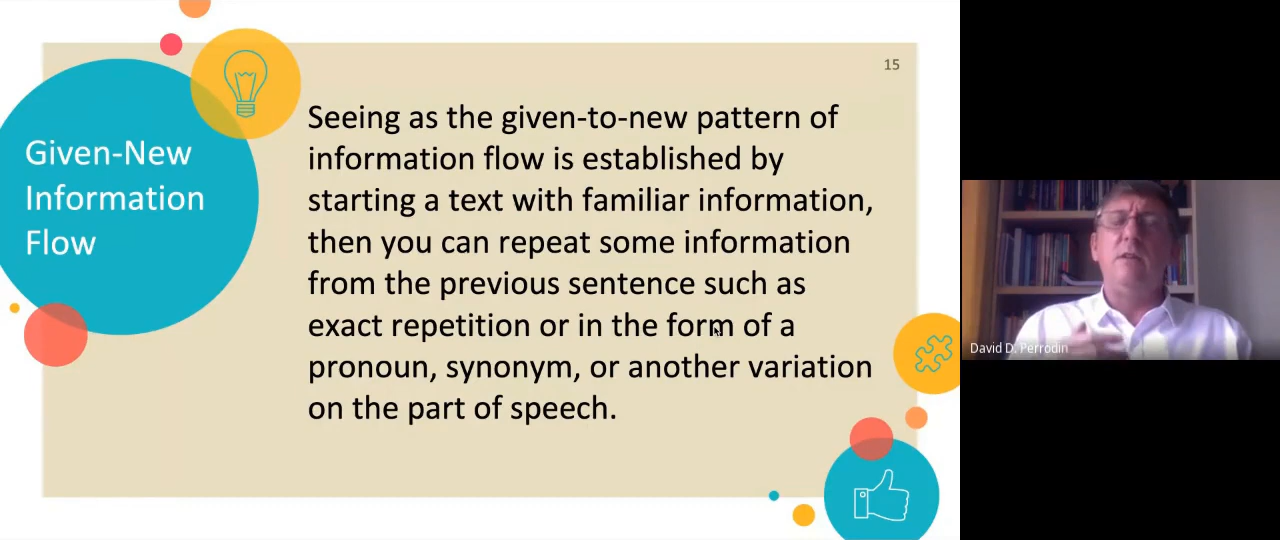 15
Given-New
Information
Flow
Seeing as the given-to-new pattern of
information flow is established by
starting a text with familiar information,
then you can repeat some information
from the previous sentence such as
exact repetition or in the form of a
pronoun, synonym, or another variation
on the part of speech.
David D. Perrodin